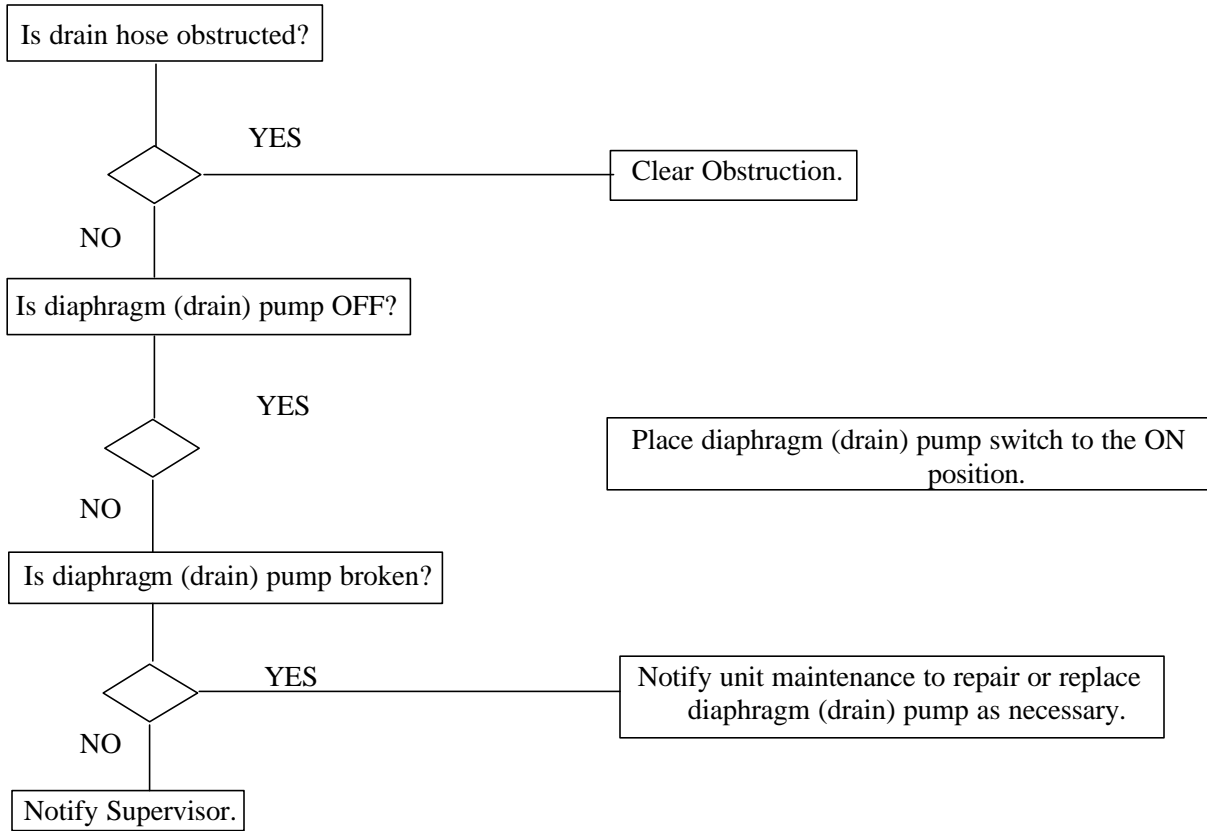 Is drain hose obstructed?
YES
Clear Obstruction.
NO
Is diaphragm (drain) pump OFF?
YES
Place diaphragm (drain) pump switch to the ON
position.
NO
Is diaphragm (drain) pump broken?
YES
Notify unit maintenance to repair or replace
diaphragm (drain) pump as necessary.
NO
Notify Supervisor.